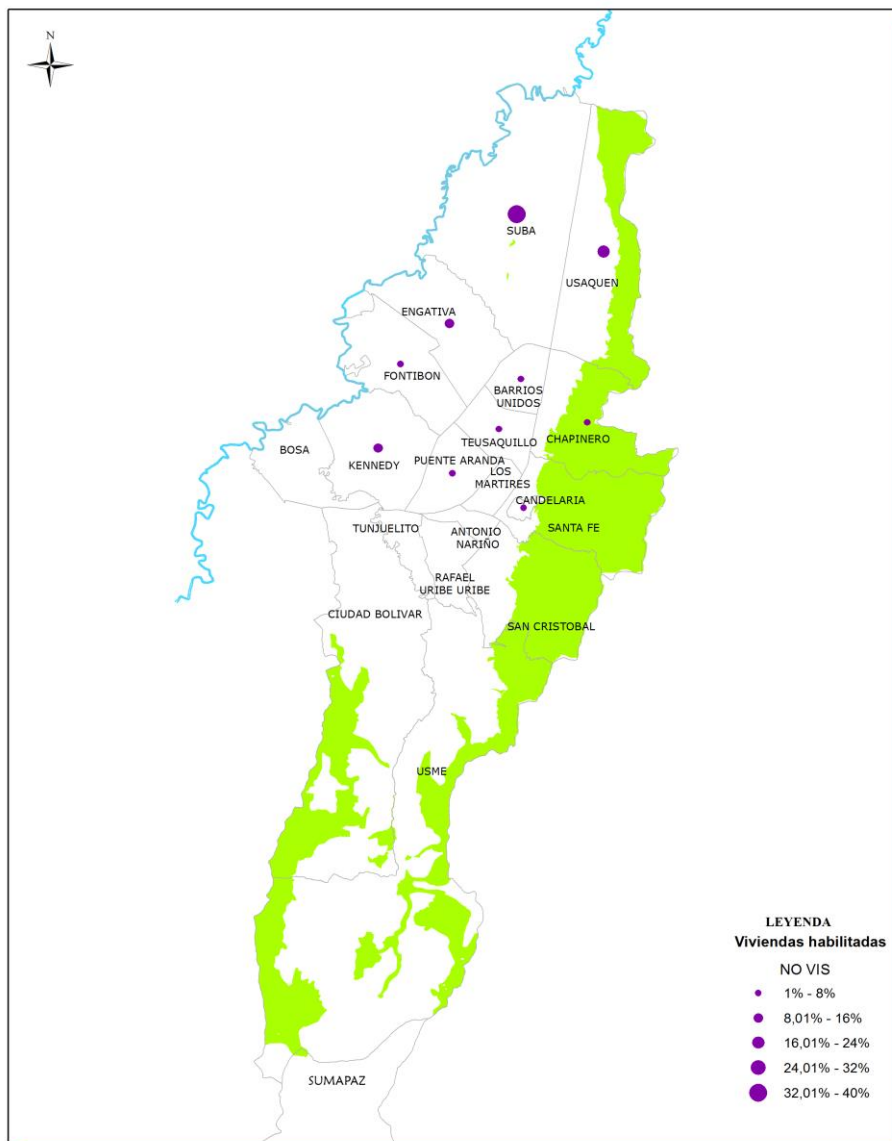 N
SUBA
USAQUEN
ENGATIVA
FONTIBON
BARRIOS
UNIDOS
CHAPINERO
TEUSAQUILLO
BOSA
KENNEDY
PUENTE ARANDA
LOS
MARTIRES
CANDELARIA
SANTA FE
TUNJUELITO
ANTONIO
NARIÑO
RAFAEL
URIBE URIBE
CIUDAD BOLIVAR
SAN CRISTOBAL
USME
SUMAPAZ
LEYENDA
Viviendas habilitadas
NO VIS
1% - 8%
8,01% - 16%
16,01% - 24%
24,01% - 32%
32,01% - 40%